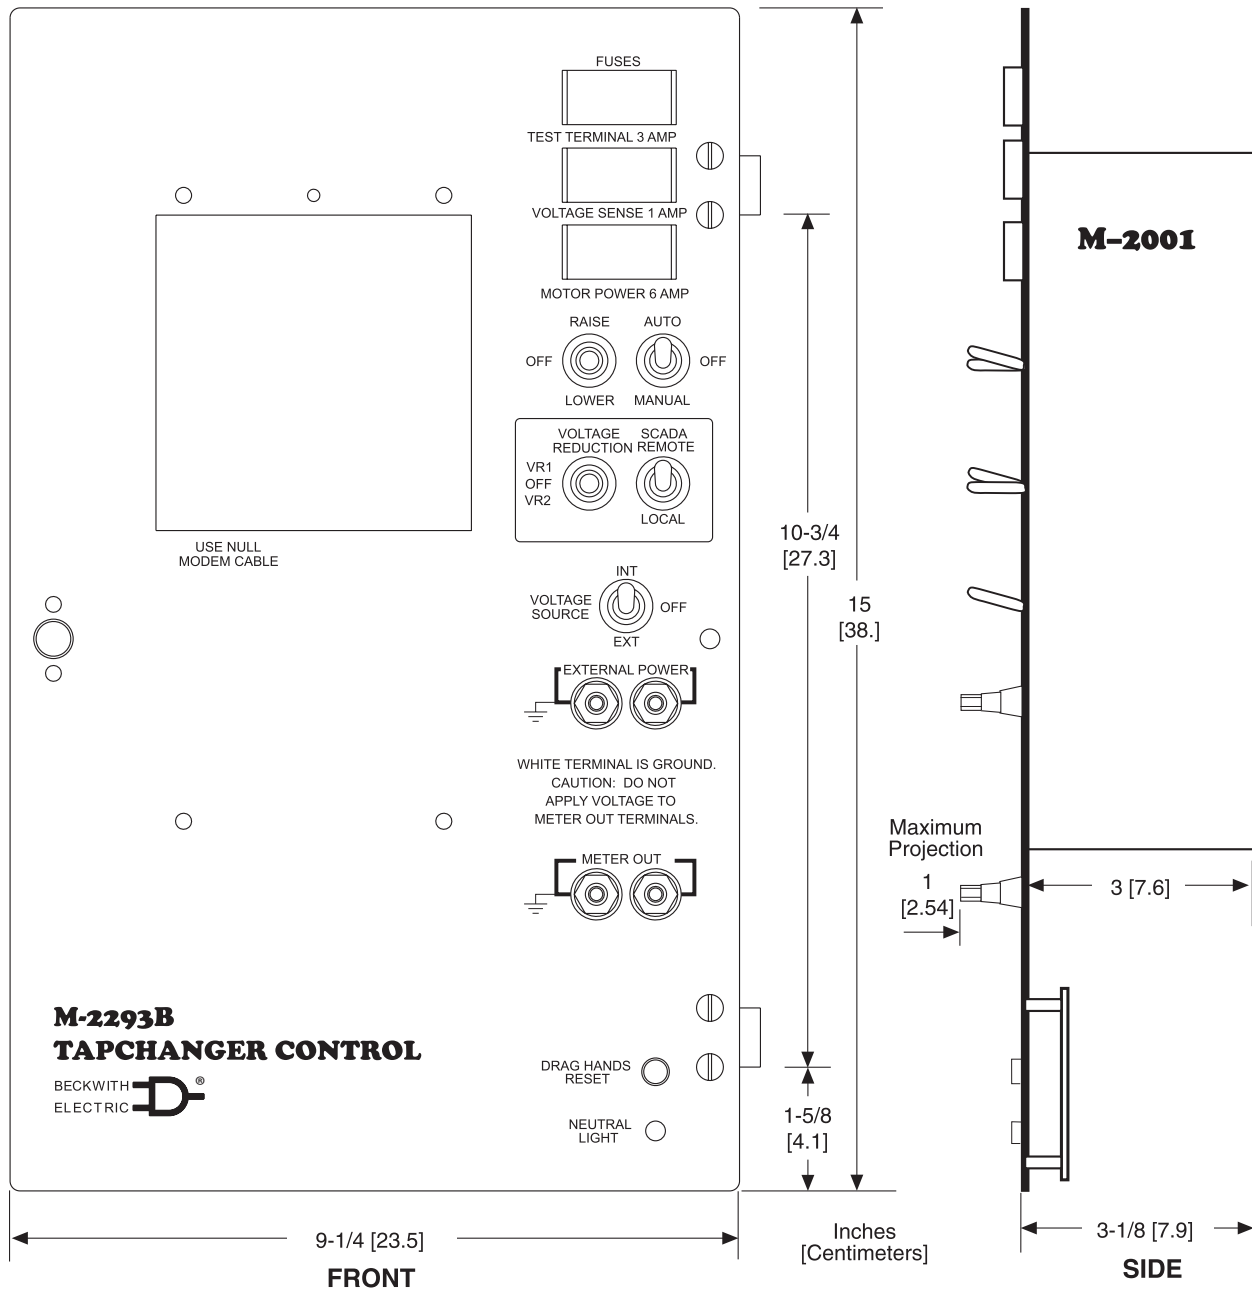 FUSES
TEST TERMINAL 3 AMP
VOLTAGE SENSE 1 AMP
MOTOR POWER 6 AMP
RAISE
AUTO
OFF
OFF
LOWER
MANUAL
VOLTAGE
REDUCTION
SCADA
REMOTE
VR1
OFF
VR2
LOCAL
USE NULL
MODEM CABLE
INT
VOLTAGE
SOURCE
OFF
EXT
EXTERNAL POWER
WHITE TERMINAL IS GROUND.
CAUTION: DO NOT
APPLY VOLTAGE TO
METER OUT TERMINALS.
METER OUT
M-2293B
TAPCHANGER CONTROL
BECKWITH
ELECTRIC
®
DRAG HANDS
RESET
NEUTRAL
LIGHT
10-3/4
[27.3]
15
[38.]
1-5/8
[4.1]
9-1/4 [23.5]
FRONT
Inches
[Centimeters]
M-2001
Maximum
Projection
1
[2.54]
3 [7.6]
3-1/8 [7.9]
SIDE